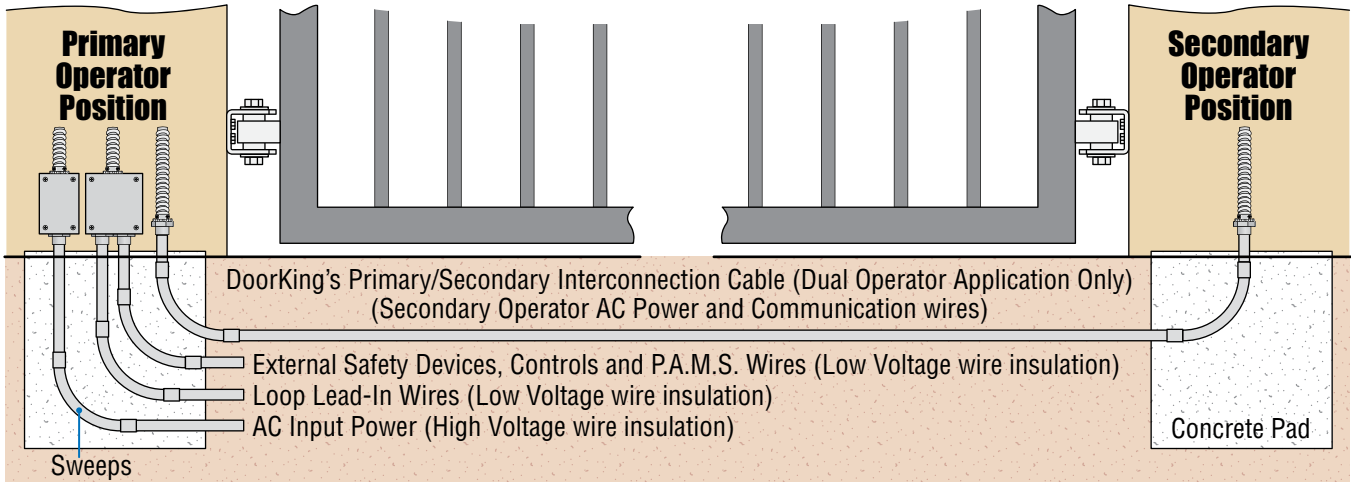 Primary
Operator
Position
Secondary
Operator
Position
DoorKing's Primary/Secondary Interconnection Cable (Dual Operator Application Only)
(Secondary Operator AC Power and Communication wires)
External Safety Devices, Controls and P.A.M.S. Wires (Low Voltage wire insulation)
Loop Lead-In Wires (Low Voltage wire insulation)
AC Input Power (High Voltage wire insulation)
Concrete Pad
Sweeps